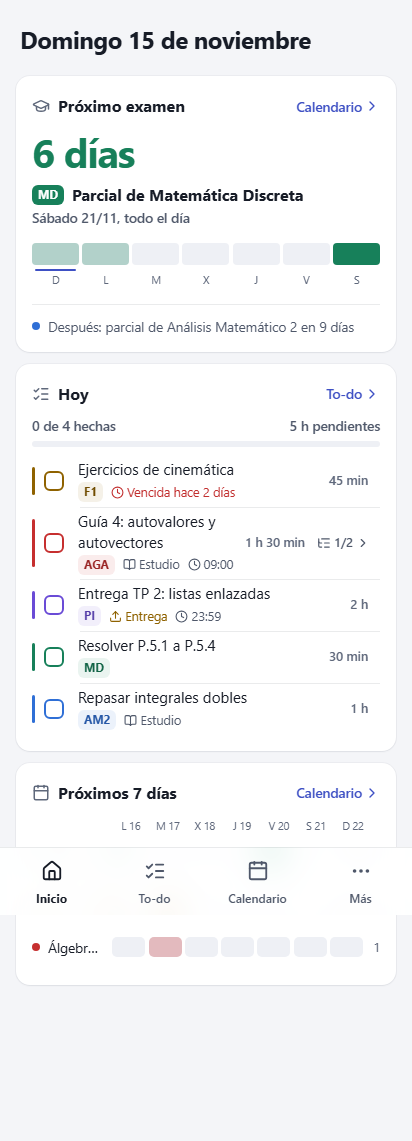 Domingo 15 de noviembre
Próximo examen
Calendario
6 días
MD Parcial de Matemática Discreta
Sábado 21/11, todo el día
D L M X J V S
Después: parcial de Análisis Matemático 2 en 9 días
Hoy
To-do
0 de 4 hechas
5 h pendientes
Ejercicios de cinemática
45 min
F1 Vencida hace 2 días
Guía 4: autovalores y
autovectores
1 h 30 min 1/2
AGA Estudio 09:00
Entrega TP 2: listas enlazadas
2 h
PI Entrega 23:59
Resolver P.5.1 a P.5.4
30 min
MD
Repasar integrales dobles
1 h
AM2 Estudio
Próximos 7 días
Calendario
L 16 M 17 X 18 J 19 V 20 S 21 D 22
Inicio To-do Calendario Más
Álgebr... 1